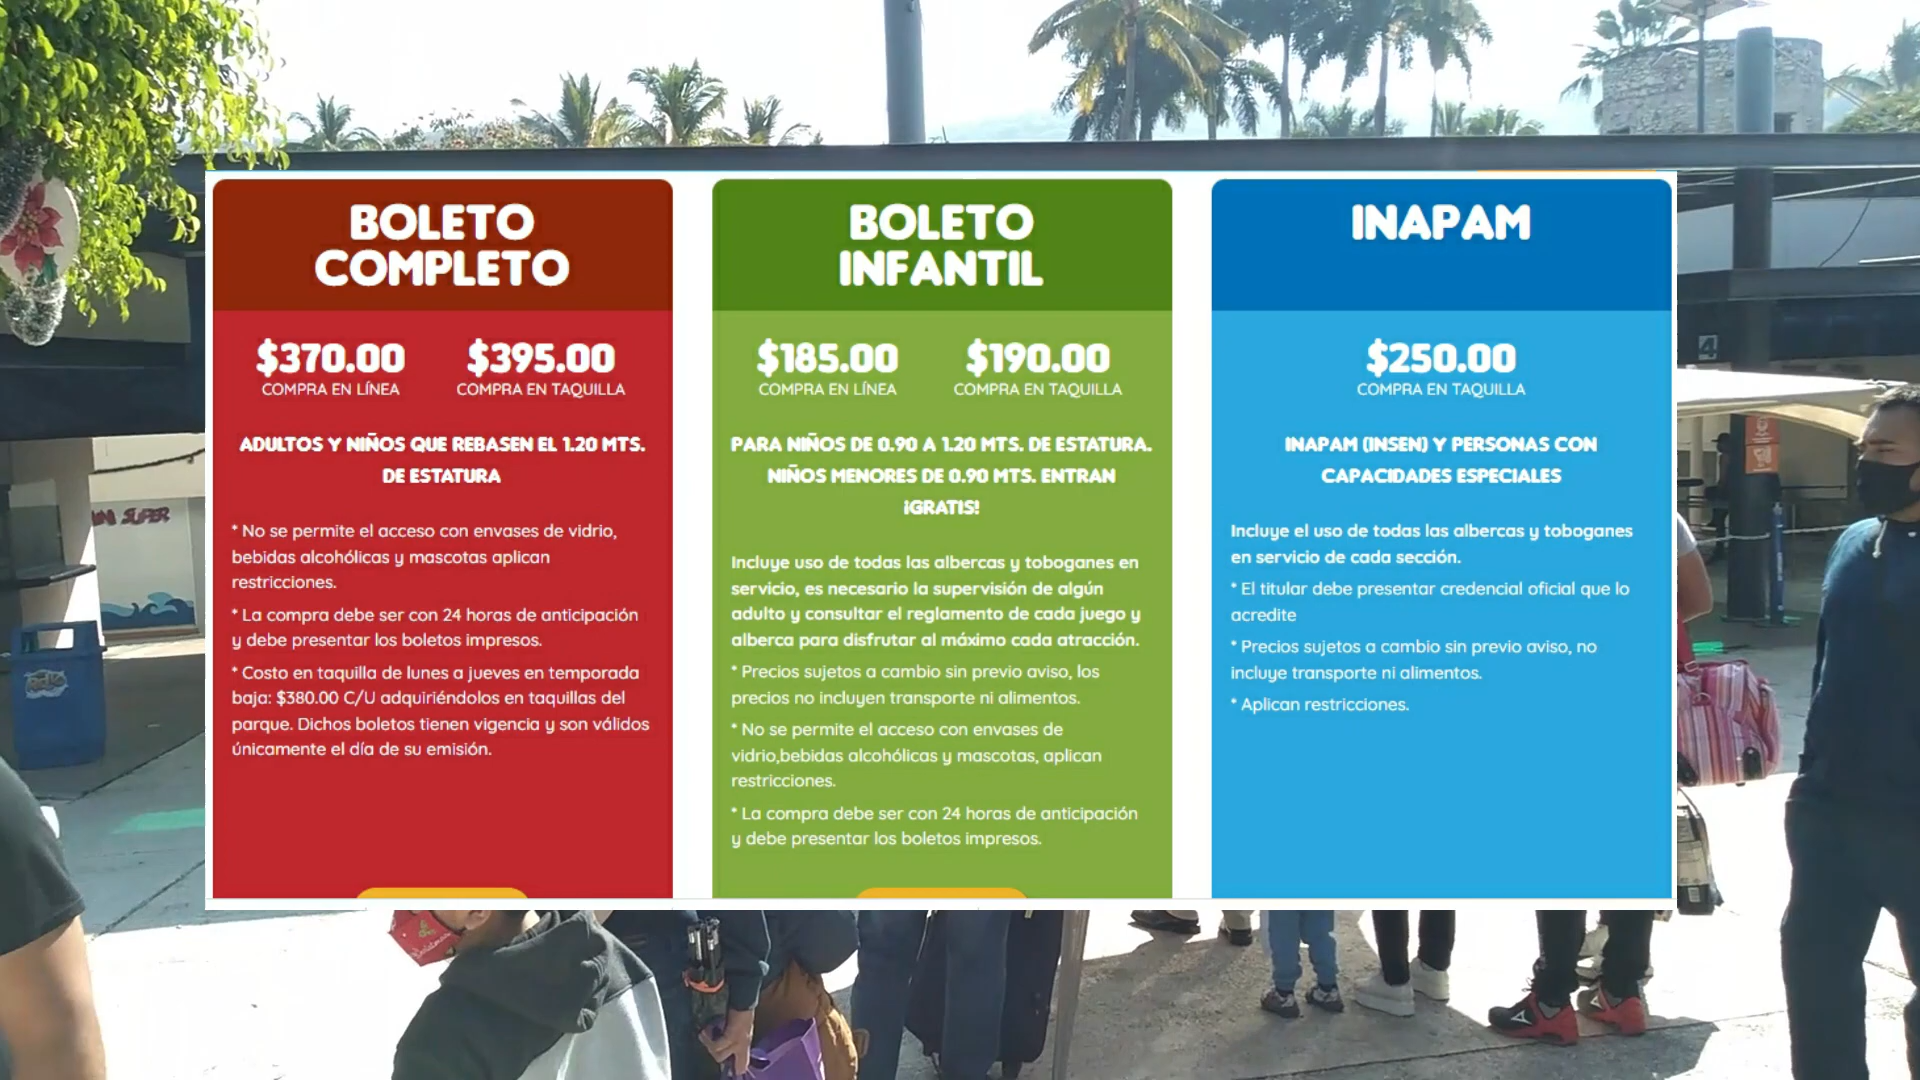 BOLETO
COMPLETO
$370.00 $395.00
COMPRA EN LÍNEA COMPRA EN TAQUILLA
ADULTOS Y NIÑOS QUE REBASEN EL 1.20 MTS.
DE ESTATURA
* No se permite el acceso con envases de vidrio,
bebidas alcohólicas y mascotas aplican
restricciones.
* La compra debe ser con 24 horas de anticipación
y debe presentar los boletos impresos.
* Costo en taquilla de lunes a jueves en temporada
baja: $380.00 C/U adquiriéndolos en taquillas del
parque. Dichos boletos tienen vigencia y son válidos
únicamente el día de su emisión.
BOLETO
INFANTIL
$185.00 $190.00
COMPRA EN LÍNEA COMPRA EN TAQUILLA
PARA NIÑOS DE 0.90 A 1.20 MTS. DE ESTATURA.
NIÑOS MENORES DE 0.90 MTS. ENTRAN
¡GRATIS!
Incluye uso de todas las albercas y toboganes en
servicio, es necesario la supervisión de algún
adulto y consultar el reglamento de cada juego y
alberca para disfrutar al máximo cada atracción.
* Precios sujetos a cambio sin previo aviso, los
precios no incluyen transporte ni alimentos.
* No se permite el acceso con envases de
vidrio,bebidas alcohólicas y mascotas, aplican
restricciones.
* La compra debe ser con 24 horas de anticipación
y debe presentar los boletos impresos.
INAPAM
$250.00
COMPRA EN TAQUILLA
INAPAM (INSEN) Y PERSONAS CON
CAPACIDADES ESPECIALES
Incluye el uso de todas las albercas y toboganes
en servicio de cada sección.
* El titular debe presentar credencial oficial que lo
acredite
* Precios sujetos a cambio sin previo aviso, no
incluye transporte ni alimentos.
* Aplican restricciones.
SUPER
4